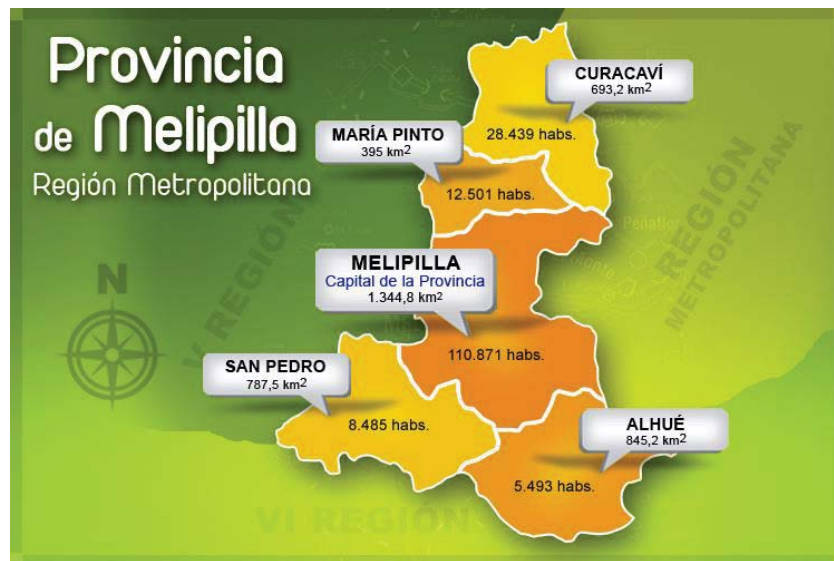 Provincia
de Melipilla
Región Metropolitana
CURACAVÍ
693,2 km2
28.439 habs.
MARÍA PINTO
395 km2
12.501 habs.
MELIPILLA
Capital de la Provincia
1.344,8 km2
110.871 habs.
SAN PEDRO
787,5 km2
8.485 habs.
ALHUÉ
845,2 km2
5.493 habs.
N
V REGIÓN
REGIÓN
METROPOLITANA
VI REGIÓN
Peñaflor